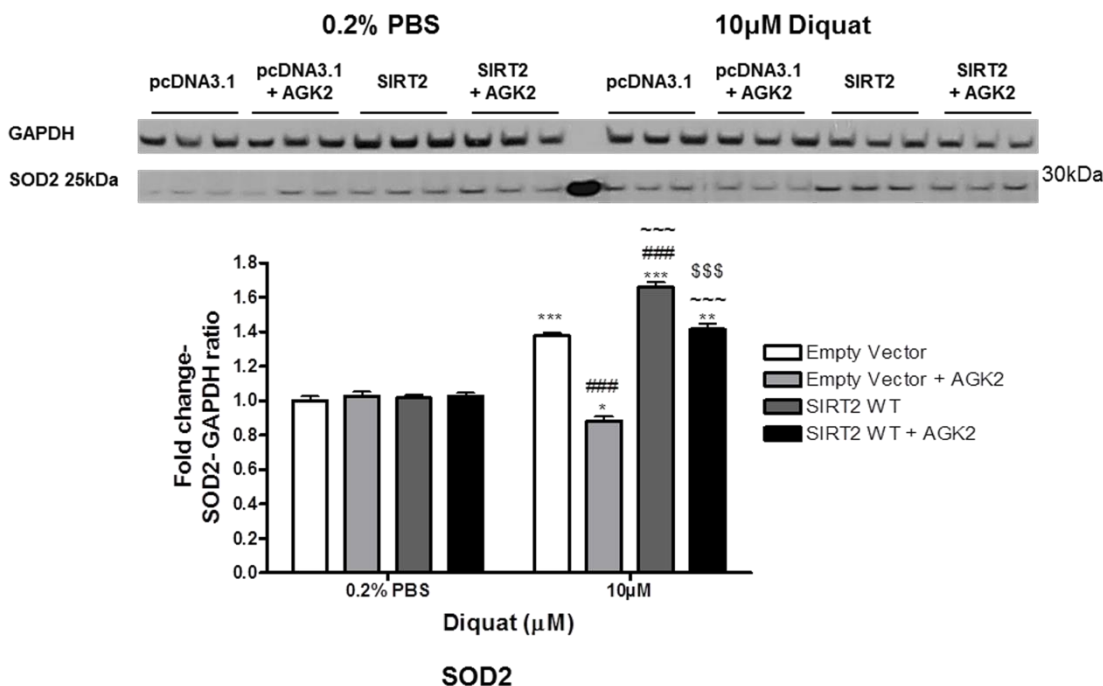 0.2% PBS 10µM Diquat
pcDNA3.1 pcDNA3.1 + AGK2 SIRT2 SIRT2 + AGK2 pcDNA3.1 pcDNA3.1 + AGK2 SIRT2 SIRT2 + AGK2
GAPDH
SOD2 25kDa 30kDa
~~~
### $$$
*** *** ~~~
**
###
*
1.8
1.6
1.4
1.2
1.0
0.8
0.6
0.4
0.2
0.0
Fold change-
SOD2- GAPDH ratio
Empty Vector
Empty Vector + AGK2
SIRT2 WT
SIRT2 WT + AGK2
0.2% PBS 10µM
Diquat (µM)
SOD2